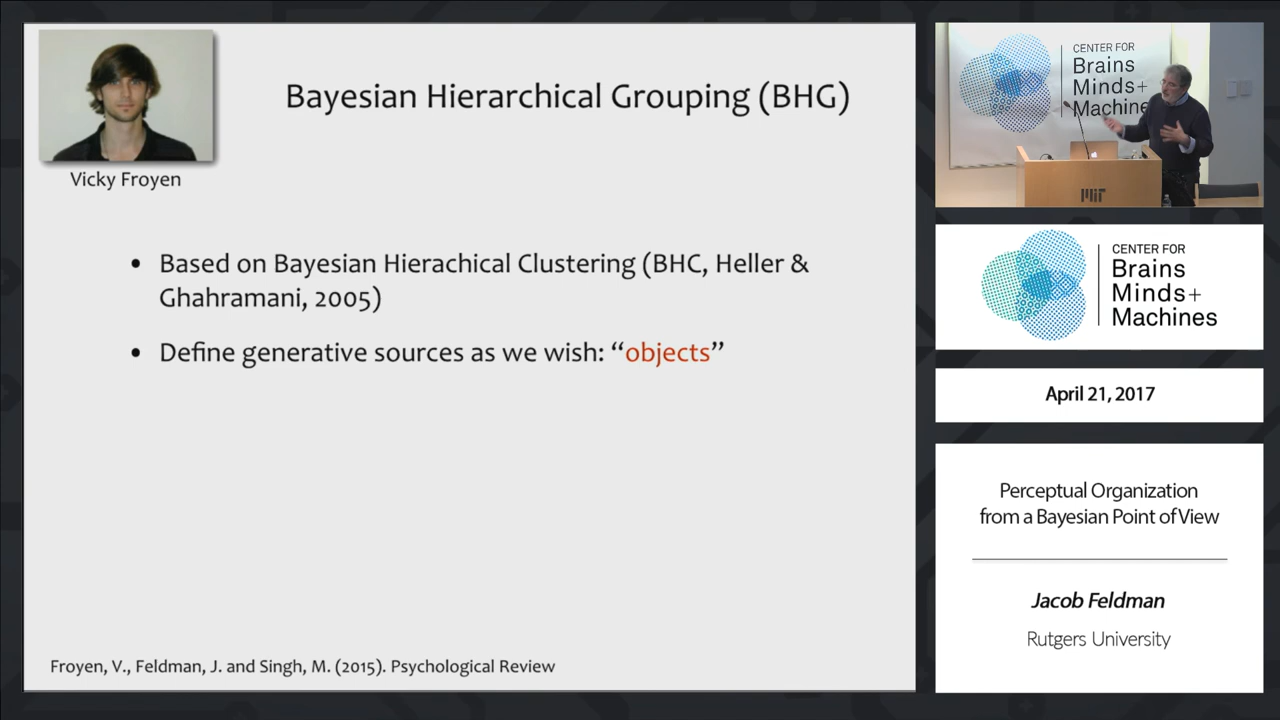 Bayesian Hierarchical Grouping (BHG)
Vicky Froyen
• Based on Bayesian Hierachical Clustering (BHC, Heller &
Ghahramani, 2005)
• Define generative sources as we wish: “objects”
Froyen, V., Feldman, J. and Singh, M. (2015). Psychological Review
CENTER FOR
Brains
Minds+
Machine
MIT
CENTER FOR
Brains
Minds+
Machines
April 21, 2017
Perceptual Organization
from a Bayesian Point of View
Jacob Feldman
Rutgers University